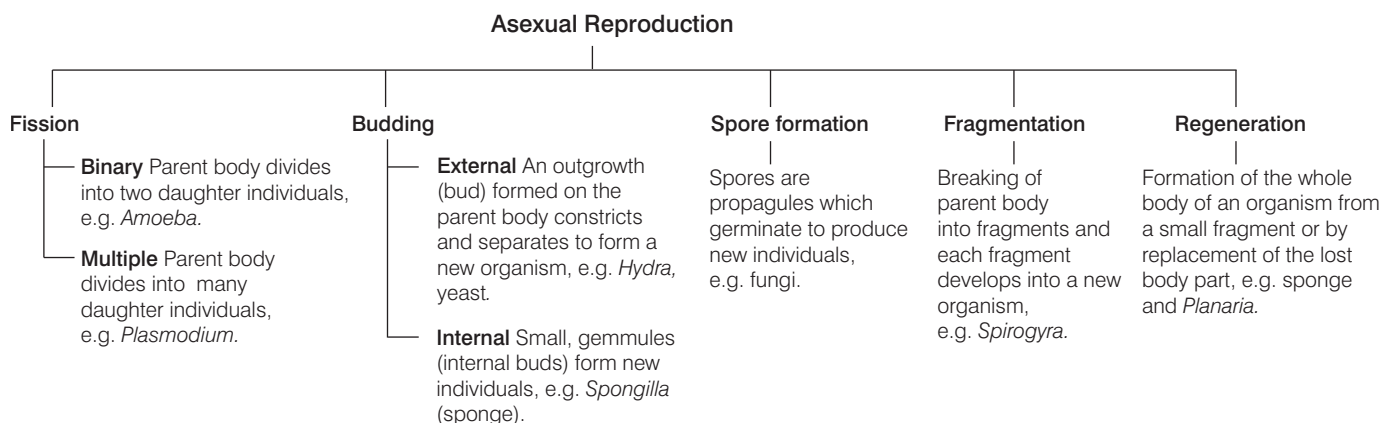 Asexual Reproduction
Fission
Binary Parent body divides
into two daughter individuals,
e.g. Amoeba.
Multiple Parent body
divides into many
daughter individuals,
e.g. Plasmodium.
Budding
External An outgrowth
(bud) formed on the
parent body constricts
and separates to form a
new organism, e.g. Hydra,
yeast.
Internal Small, gemmules
(internal buds) form new
individuals, e.g. Spongilla
(sponge).
Spore formation
Spores are
propagules which
germinate to produce
new individuals,
e.g. fungi.
Fragmentation
Breaking of
parent body
into fragments and
each fragment
develops into a new
organism,
e.g. Spirogyra.
Regeneration
Formation of the whole
body of an organism from
a small fragment or by
replacement of the lost
body part, e.g. sponge
and Planaria.